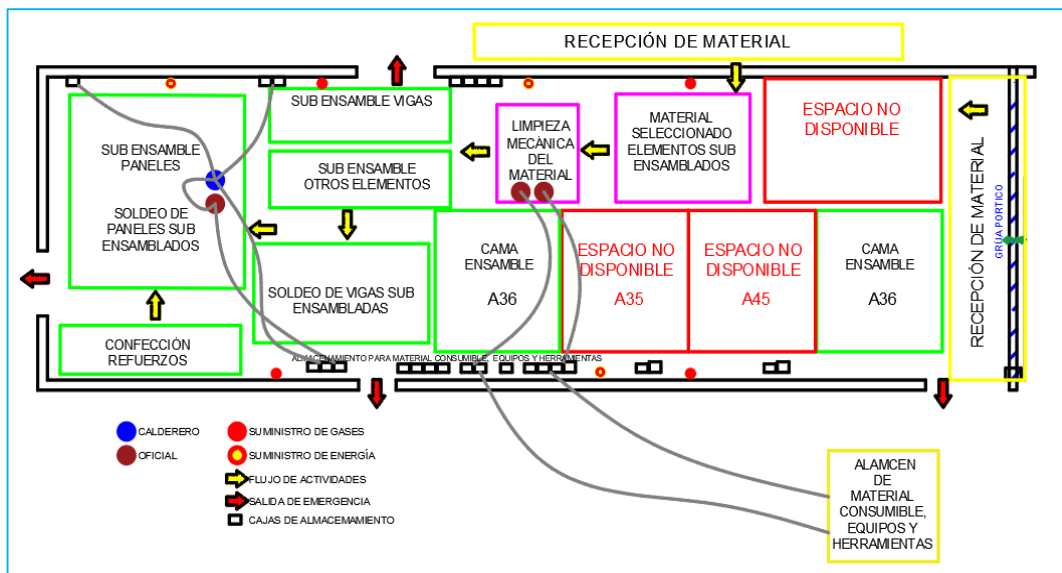 RECEPCIÓN DE MATERIAL
SUB ENSAMBLE VIGAS
SUB ENSAMBLE
PANELES
SOLDEO DE
PANELES SUB
ENSAMBLADOS
SUB ENSAMBLE
OTROS ELEMENTOS
LIMPIEZA
MECÁNICA
DEL
MATERIAL
MATERIAL
SELECCIONADO
ELEMENTOS SUB
ENSAMBLADOS
ESPACIO NO
DISPONIBLE
RECEPCIÓN DE MATERIAL
GRÚA PÓRTICO
SOLDEO DE VIGAS SUB
ENSAMBLADAS
CAMA
ENSAMBLE
A36
ESPACIO NO
DISPONIBLE
A35
ESPACIO NO
DISPONIBLE
A45
CAMA
ENSAMBLE
A36
CONFECCIÓN
REFUERZOS
ALMACENAMIENTO PARA MATERIAL CONSUMIBLE, EQUIPOS Y HERRAMIENTAS
CALDERERO
OFICIAL
SUMINISTRO DE GASES
SUMINISTRO DE ENERGÍA
FLUJO DE ACTIVIDADES
SALIDA DE EMERGENCIA
CAJAS DE ALMACEMAMIENTO
ALAMCEN
DE
MATERIAL
CONSUMIBLE,
EQUIPOS Y
HERRAMIENTAS